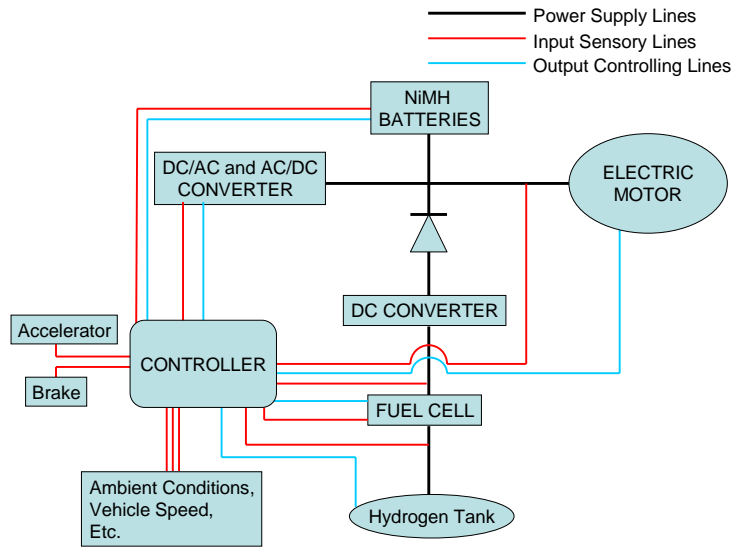 Power Supply Lines
Input Sensory Lines
Output Controlling Lines
NiMH
BATTERIES
DC/AC and AC/DC
CONVERTER
ELECTRIC
MOTOR
DC CONVERTER
Accelerator
CONTROLLER
Brake
FUEL CELL
Ambient Conditions,
Vehicle Speed,
Etc.
Hydrogen Tank